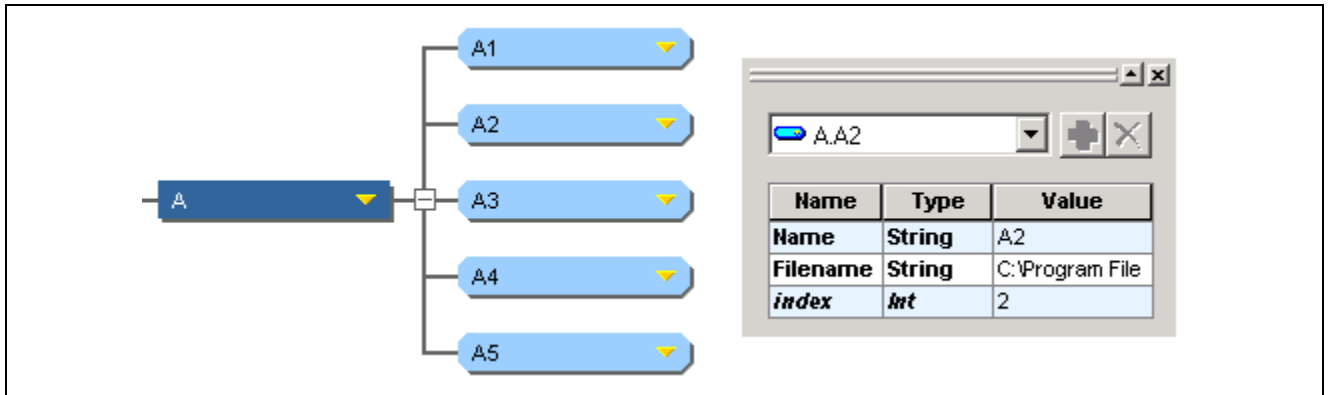 A1
A2
A
A3
A4
A5
A.A2
Name Type Value
Name String A2
Filename String C:\Program File
index Int 2